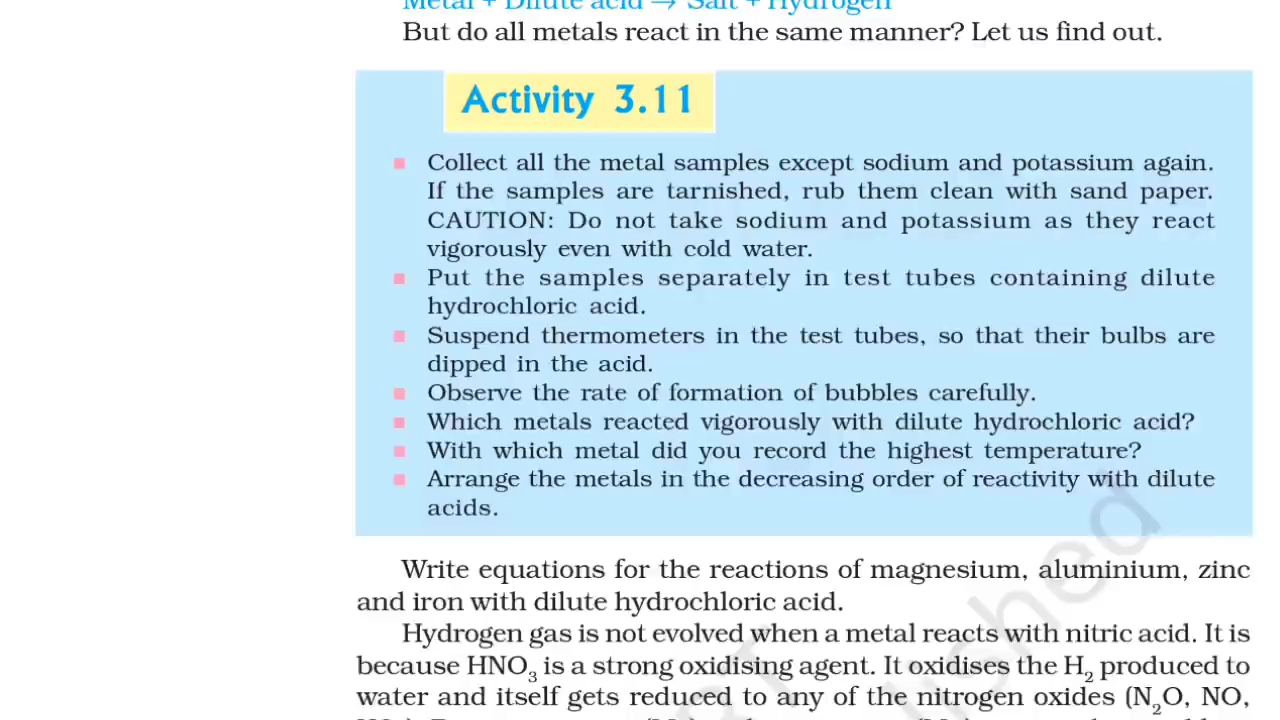 Metal + Dilute acid → Salt + Hydrogen
But do all metals react in the same manner? Let us find out.
Activity 3.11
Collect all the metal samples except sodium and potassium again.
If the samples are tarnished, rub them clean with sand paper.
CAUTION: Do not take sodium and potassium as they react
vigorously even with cold water.
Put the samples separately in test tubes containing dilute
hydrochloric acid.
Suspend thermometers in the test tubes, so that their bulbs are
dipped in the acid.
Observe the rate of formation of bubbles carefully.
Which metals reacted vigorously with dilute hydrochloric acid?
With which metal did you record the highest temperature?
Arrange the metals in the decreasing order of reactivity with dilute
acids.
Write equations for the reactions of magnesium, aluminium, zinc
and iron with dilute hydrochloric acid.
Hydrogen gas is not evolved when a metal reacts with nitric acid. It is
because HNO₃ is a strong oxidising agent. It oxidises the H₂ produced to
water and itself gets reduced to any of the nitrogen oxides (N₂O, NO,